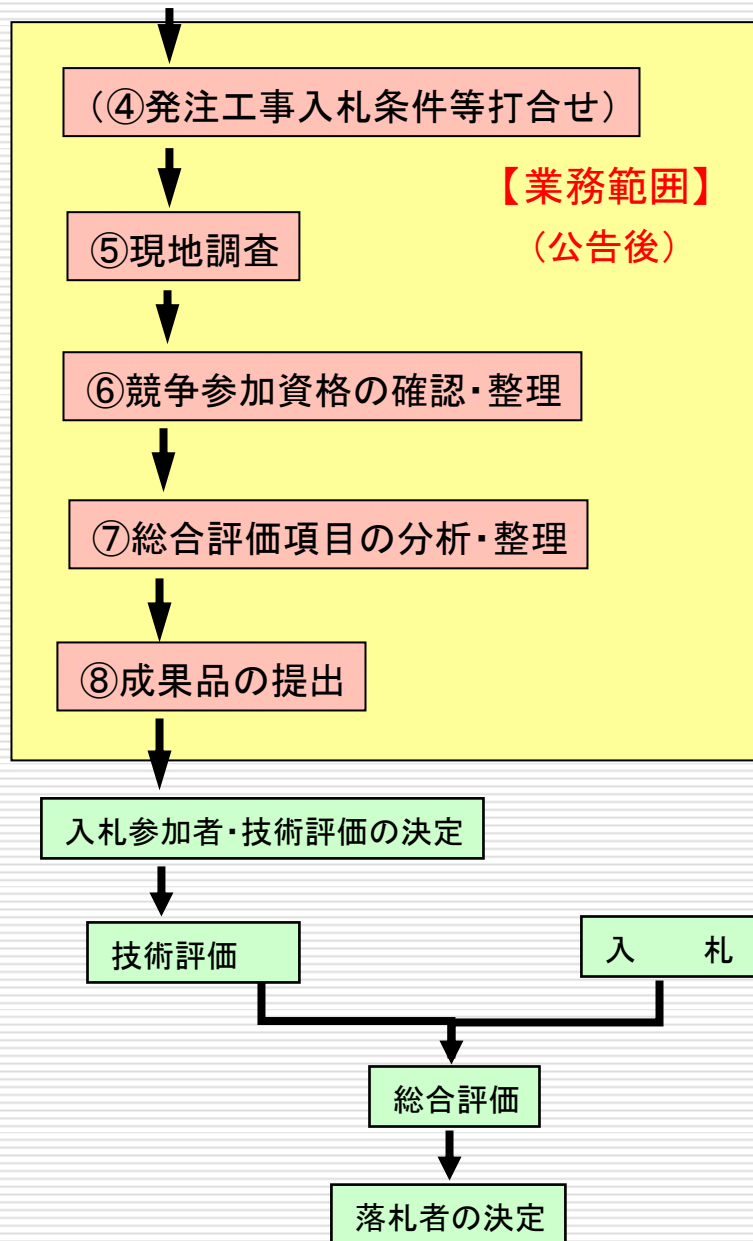 （④発注工事入札条件等打合せ）
【業務範囲】
（公告後）
⑤現地調査
⑥競争参加資格の確認・整理
⑦総合評価項目の分析・整理
⑧成果品の提出
入札参加者・技術評価の決定
技術評価
入　　札
総合評価
落札者の決定